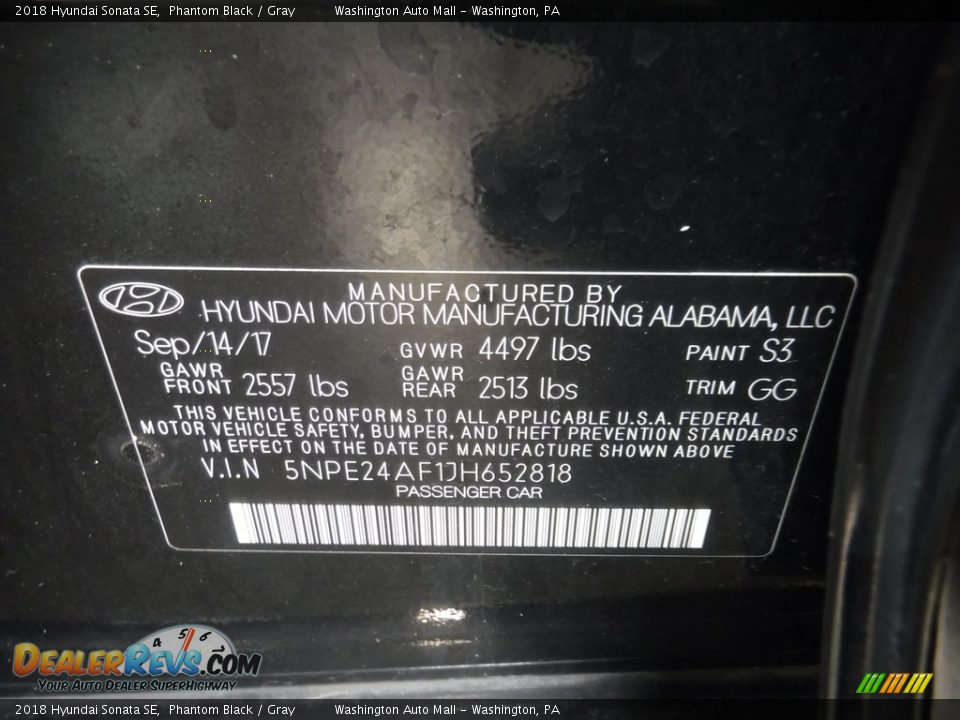 2018 Hyundai Sonata SE, Phantom Black / Gray Washington Auto Mall - Washington, PA
MANUFACTURED BY
HYUNDAI MOTOR MANUFACTURING ALABAMA, LLC
Sep/14/17 GVWR 4497 lbs PAINT S3
GAWR FRONT 2557 lbs GAWR REAR 2513 lbs TRIM GG
THIS VEHICLE CONFORMS TO ALL APPLICABLE U.S.A. FEDERAL
MOTOR VEHICLE SAFETY, BUMPER, AND THEFT PREVENTION STANDARDS
IN EFFECT ON THE DATE OF MANUFACTURE SHOWN ABOVE
V.I.N 5NPE24AF1JH652818
PASSENGER CAR
4 5 6
DEALERREVS.COM
YOUR AUTO DEALER SUPERHIGHWAY
2018 Hyundai Sonata SE, Phantom Black / Gray Washington Auto Mall - Washington, PA